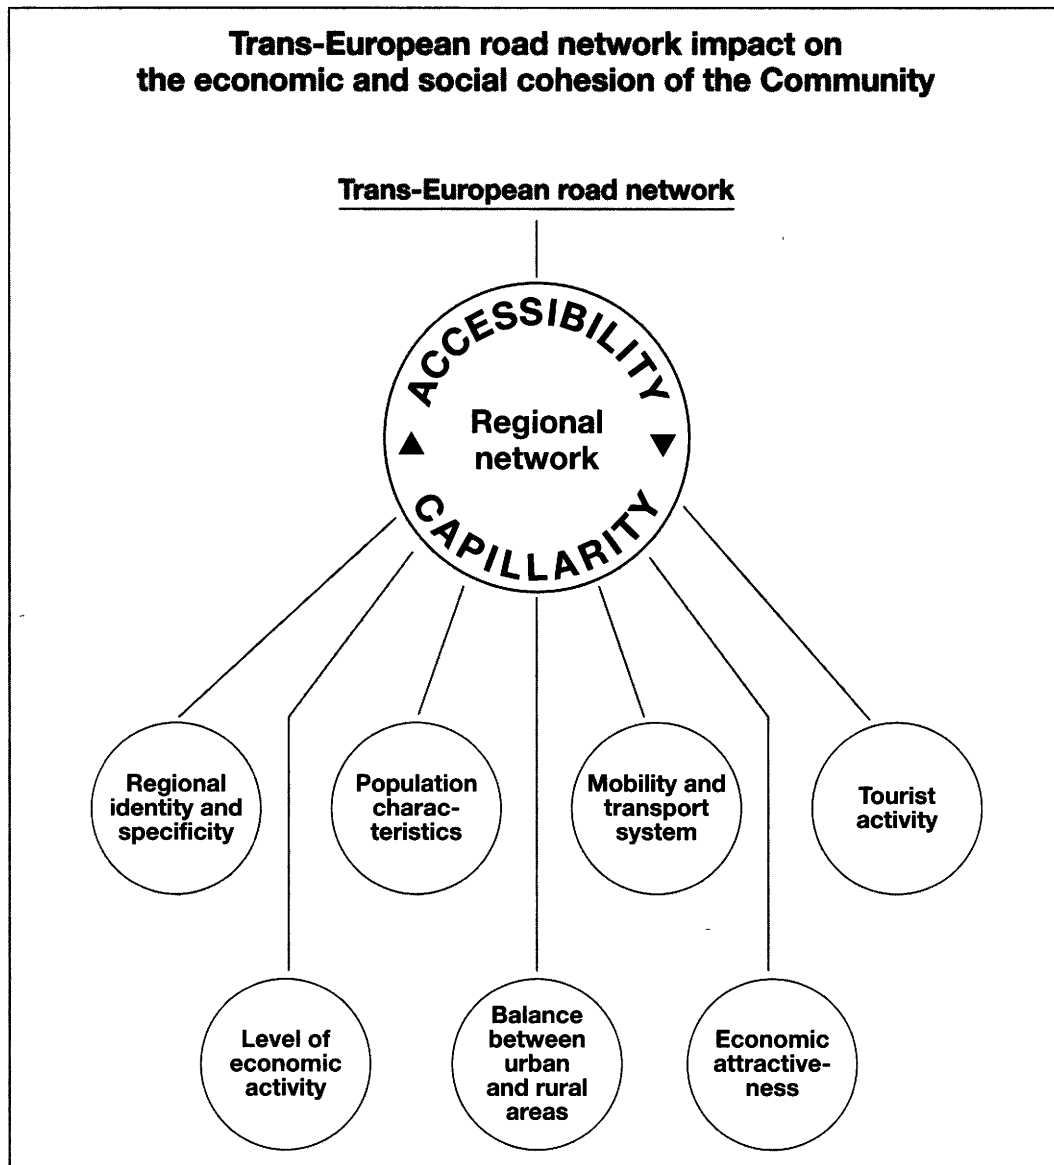 Trans-European road network impact on
the economic and social cohesion of the Community
Trans-European road network
ACCESSIBILITY
Regional
network
CAPILLARITY
Regional
identity and
specificity
Population
charac-
teristics
Mobility and
transport
system
Tourist
activity
Level of
economic
activity
Balance
between
urban
and rural
areas
Economic
attractive-
ness